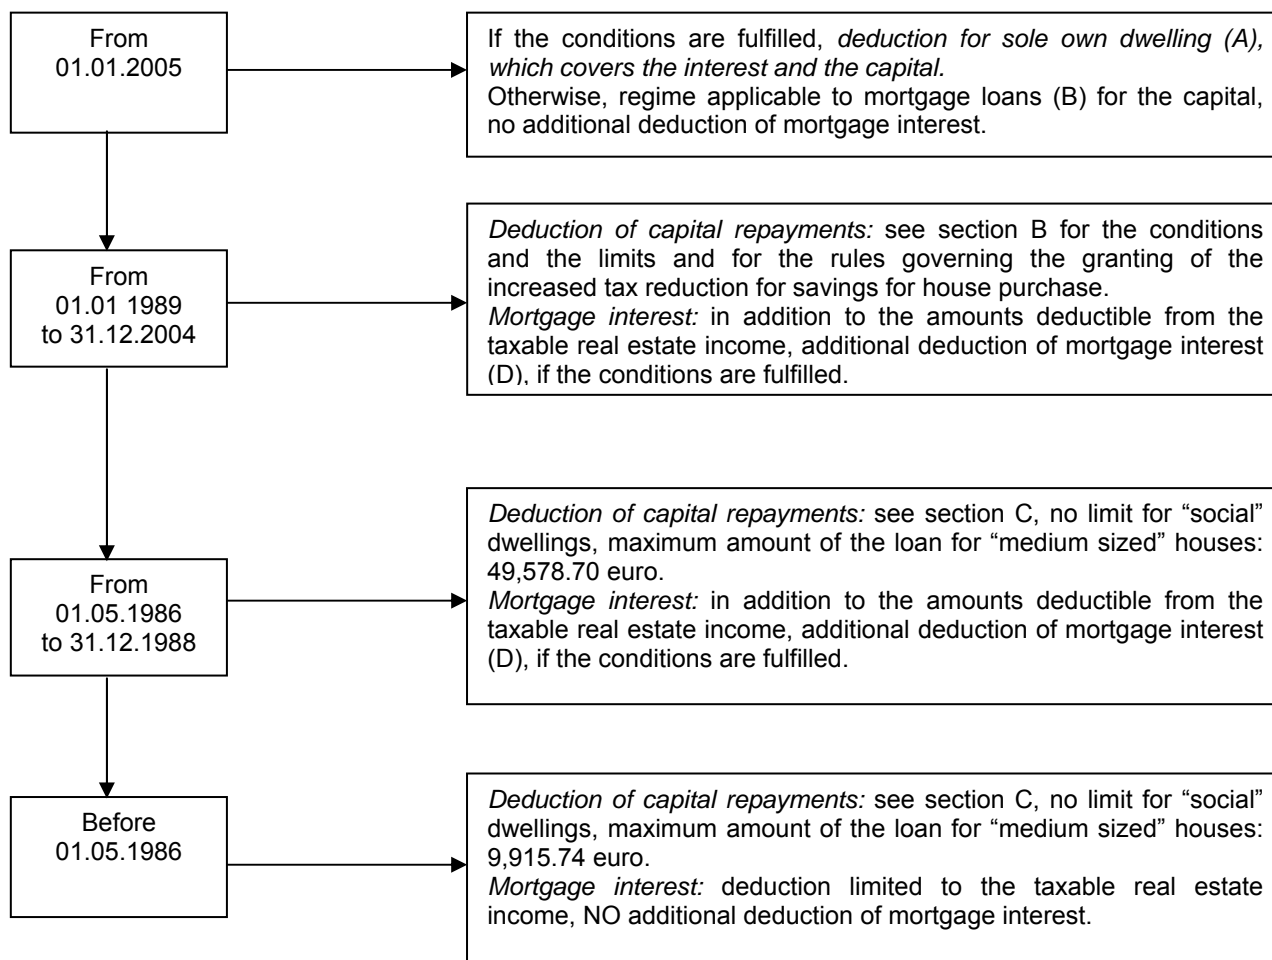 From
01.01.2005
If the conditions are fulfilled, deduction for sole own dwelling (A),
which covers the interest and the capital.
Otherwise, regime applicable to mortgage loans (B) for the capital,
no additional deduction of mortgage interest.
From
01.01 1989
to 31.12.2004
Deduction of capital repayments: see section B for the conditions
and the limits and for the rules governing the granting of the
increased tax reduction for savings for house purchase.
Mortgage interest: in addition to the amounts deductible from the
taxable real estate income, additional deduction of mortgage interest
(D), if the conditions are fulfilled.
From
01.05.1986
to 31.12.1988
Deduction of capital repayments: see section C, no limit for “social”
dwellings, maximum amount of the loan for “medium sized” houses:
49,578.70 euro.
Mortgage interest: in addition to the amounts deductible from the
taxable real estate income, additional deduction of mortgage interest
(D), if the conditions are fulfilled.
Before
01.05.1986
Deduction of capital repayments: see section C, no limit for “social”
dwellings, maximum amount of the loan for “medium sized” houses:
9,915.74 euro.
Mortgage interest: deduction limited to the taxable real estate
income, NO additional deduction of mortgage interest.